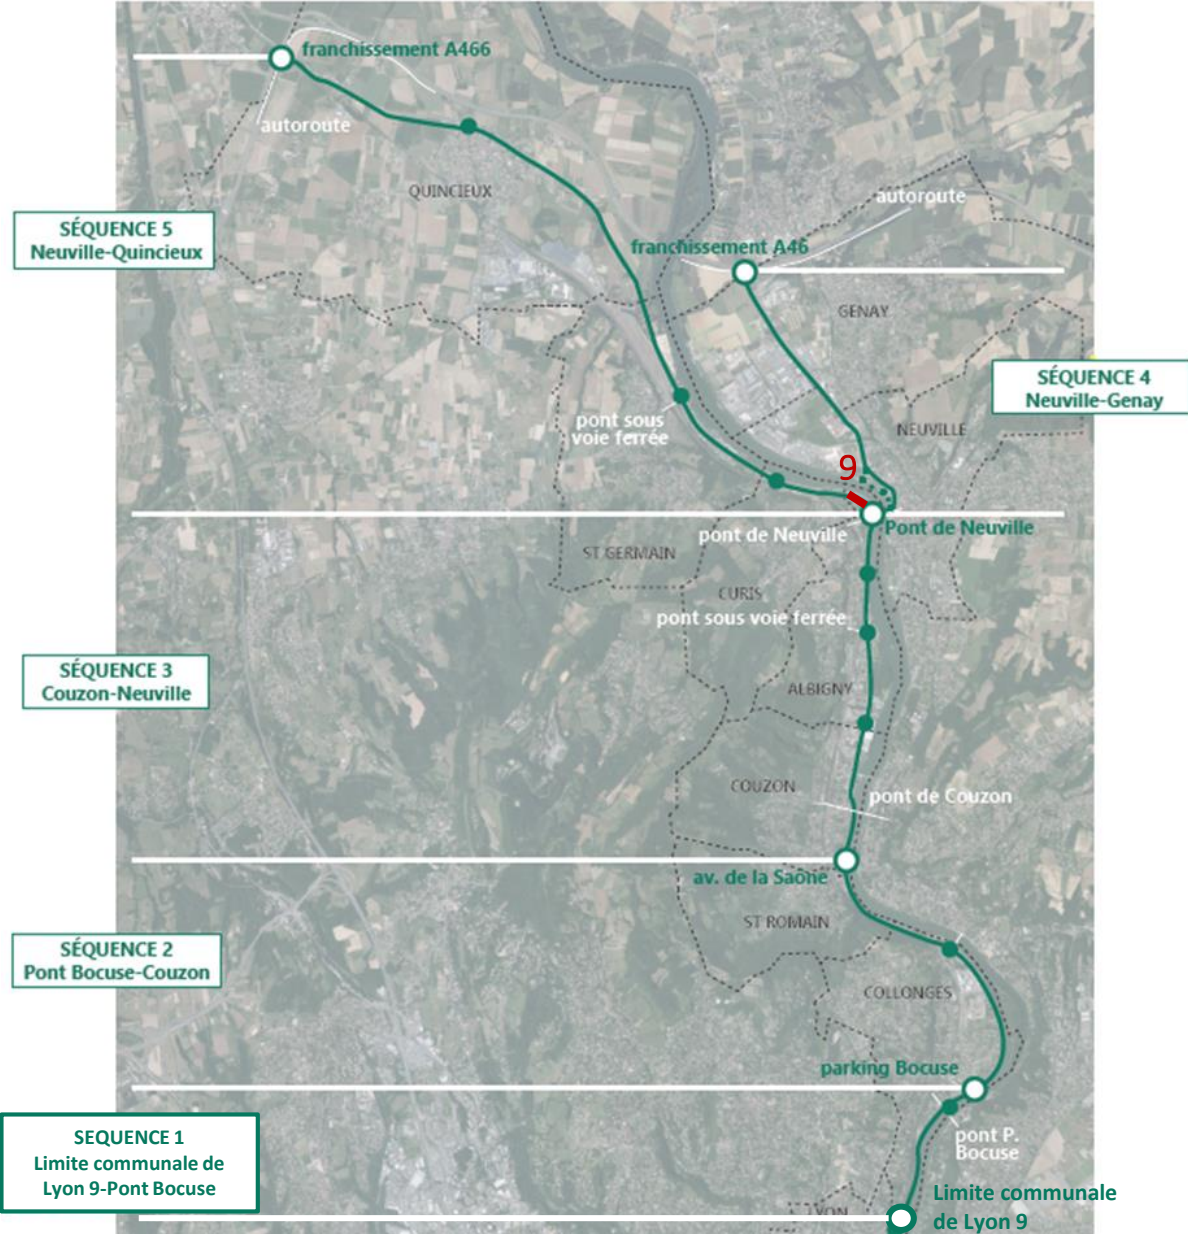 franchissement A466
autoroute
QUINCIEUX
autoroute
SÉQUENCE 5
Neuville-Quincieux
franchissement A46
GENAY
SÉQUENCE 4
Neuville-Genay
pont sous
voie ferrée
NEUVILLE
9
pont de Neuville
Pont de Neuville
ST GERMAIN
CURIS
pont sous voie ferrée
SÉQUENCE 3
Couzon-Neuville
ALBIGNY
COUZON
pont de Couzon
av. de la Saône
ST ROMAIN
SÉQUENCE 2
Pont Bocuse-Couzon
COLLONGES
parking Bocuse
SEQUENCE 1
Limite communale de
Lyon 9-Pont Bocuse
pont P.
Bocuse
LYON
Limite communale
de Lyon 9